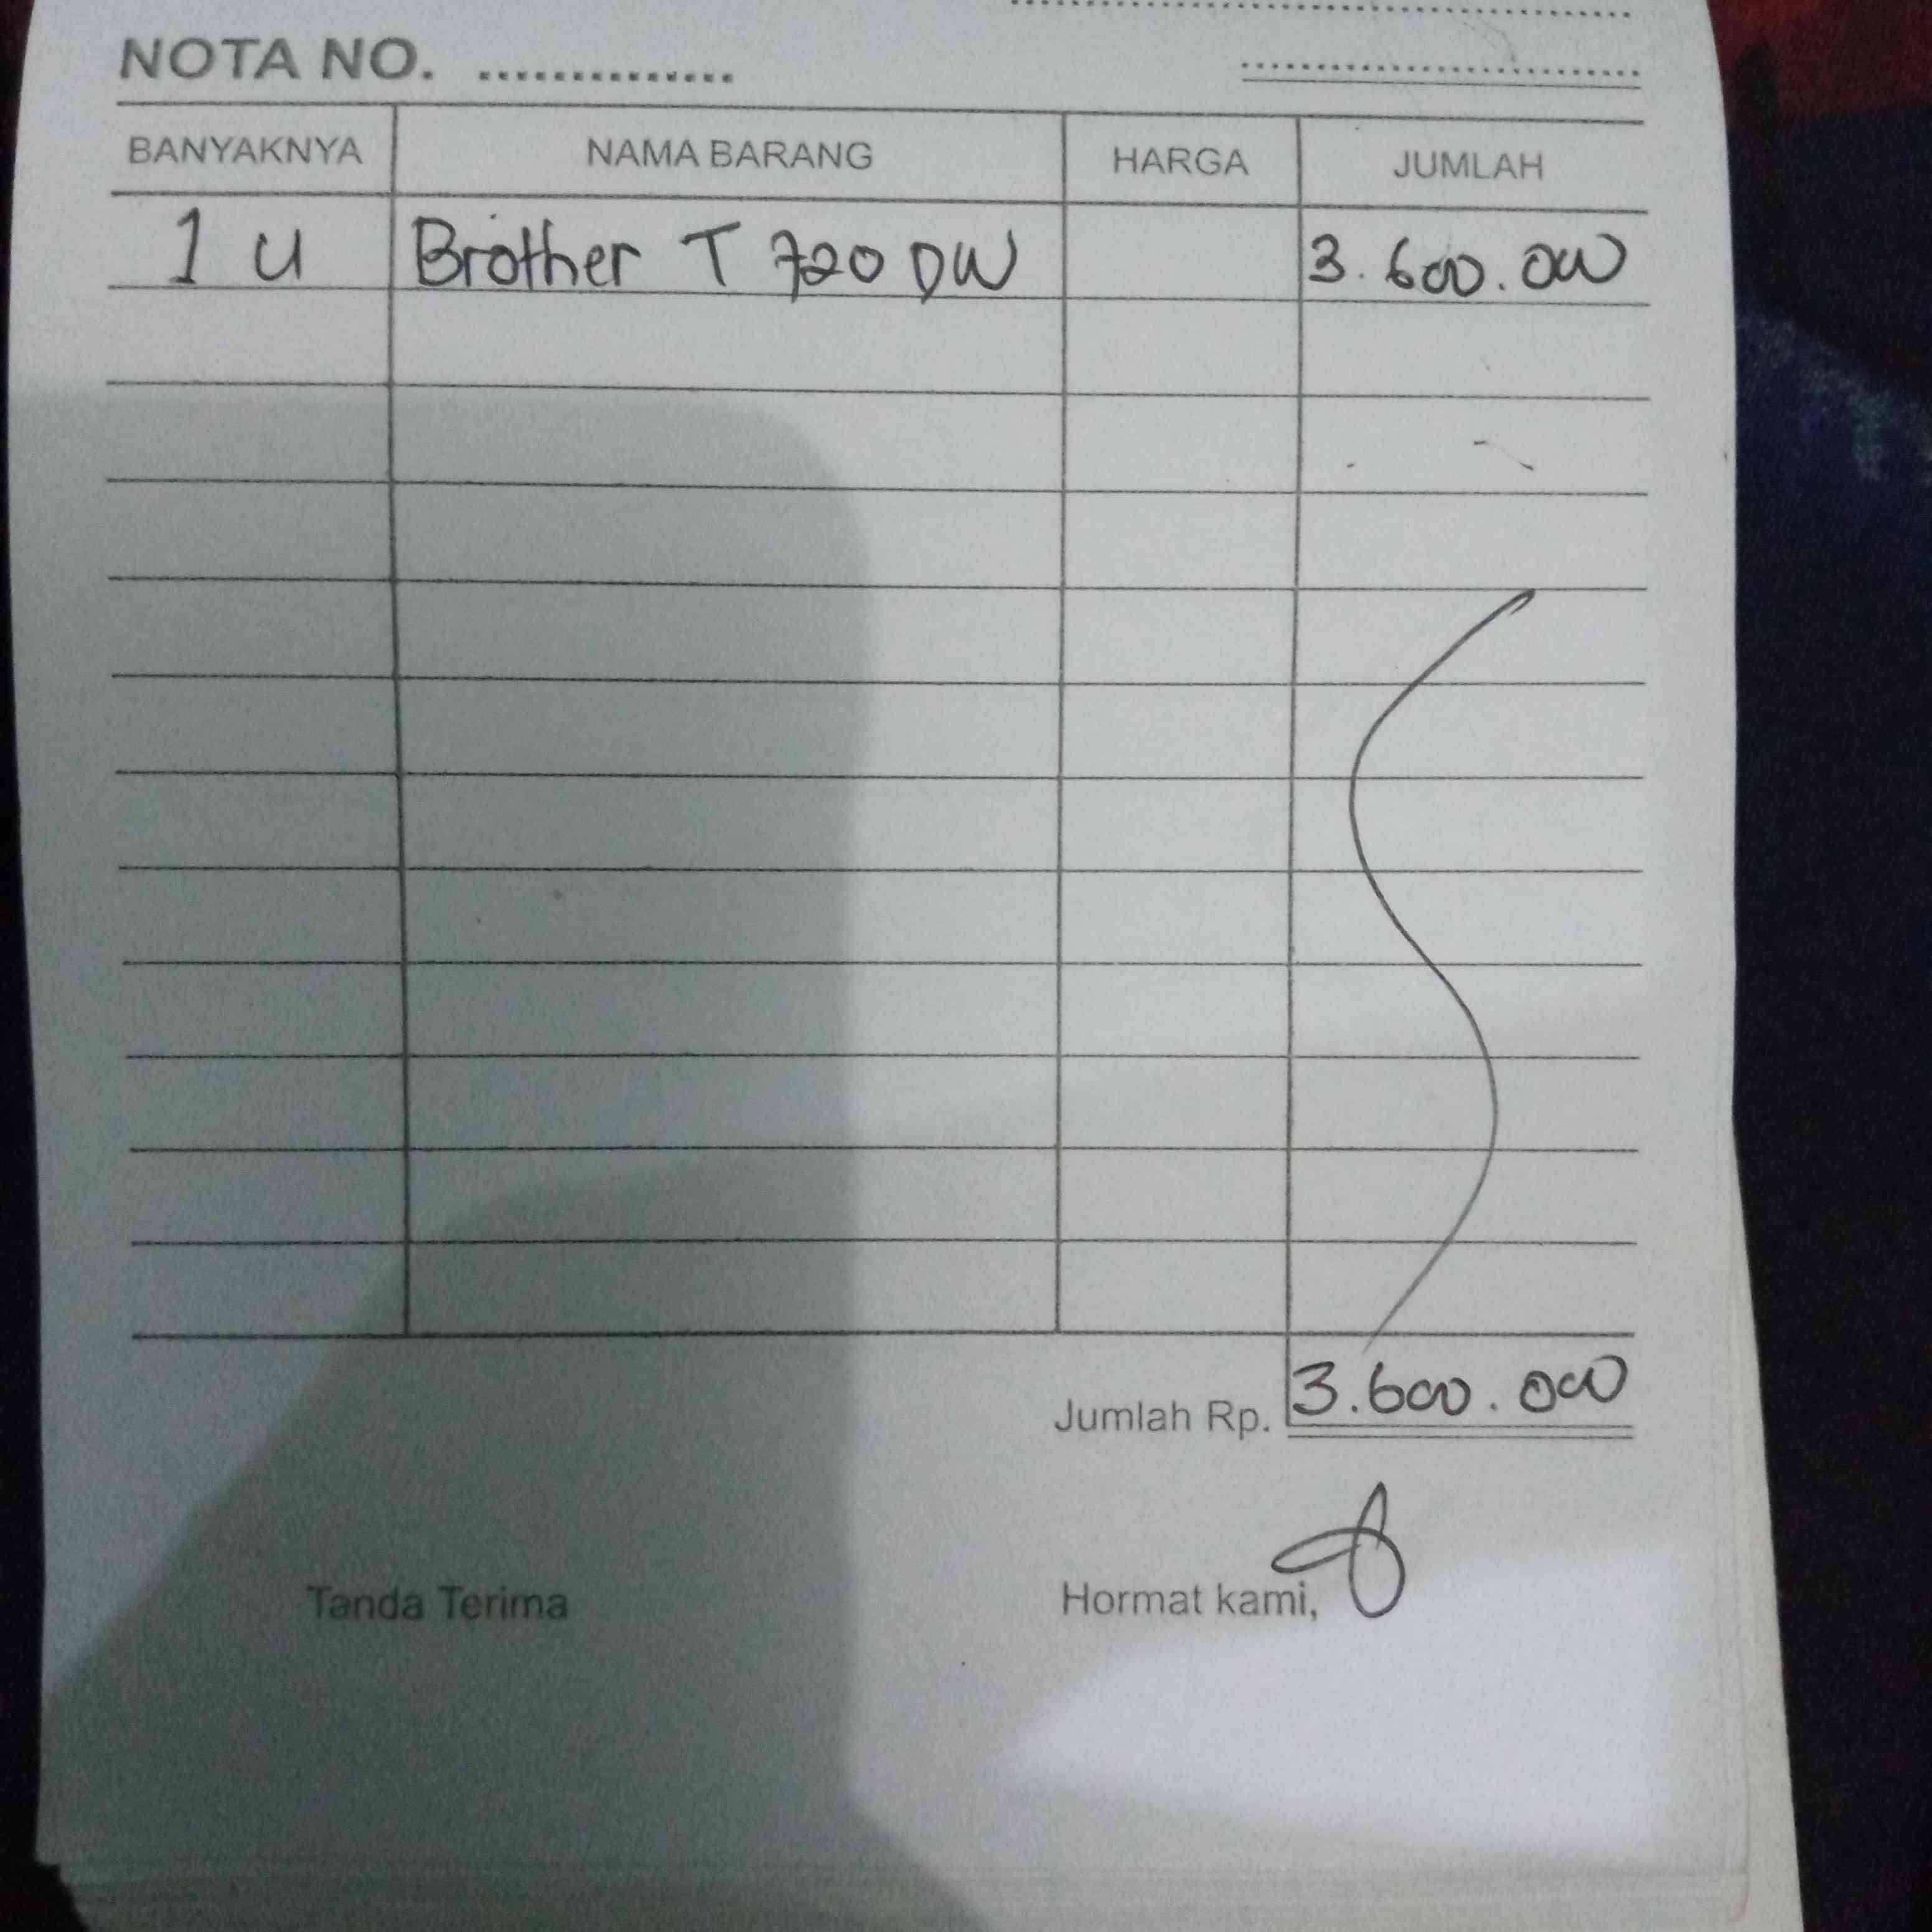 NOTA NO. ..............
BANYAKNYA NAMA BARANG HARGA JUMLAH
1 U Brother T 720 DW 3.600.000
Jumlah Rp. 3.600.000
Tanda Terima Hormat kami,